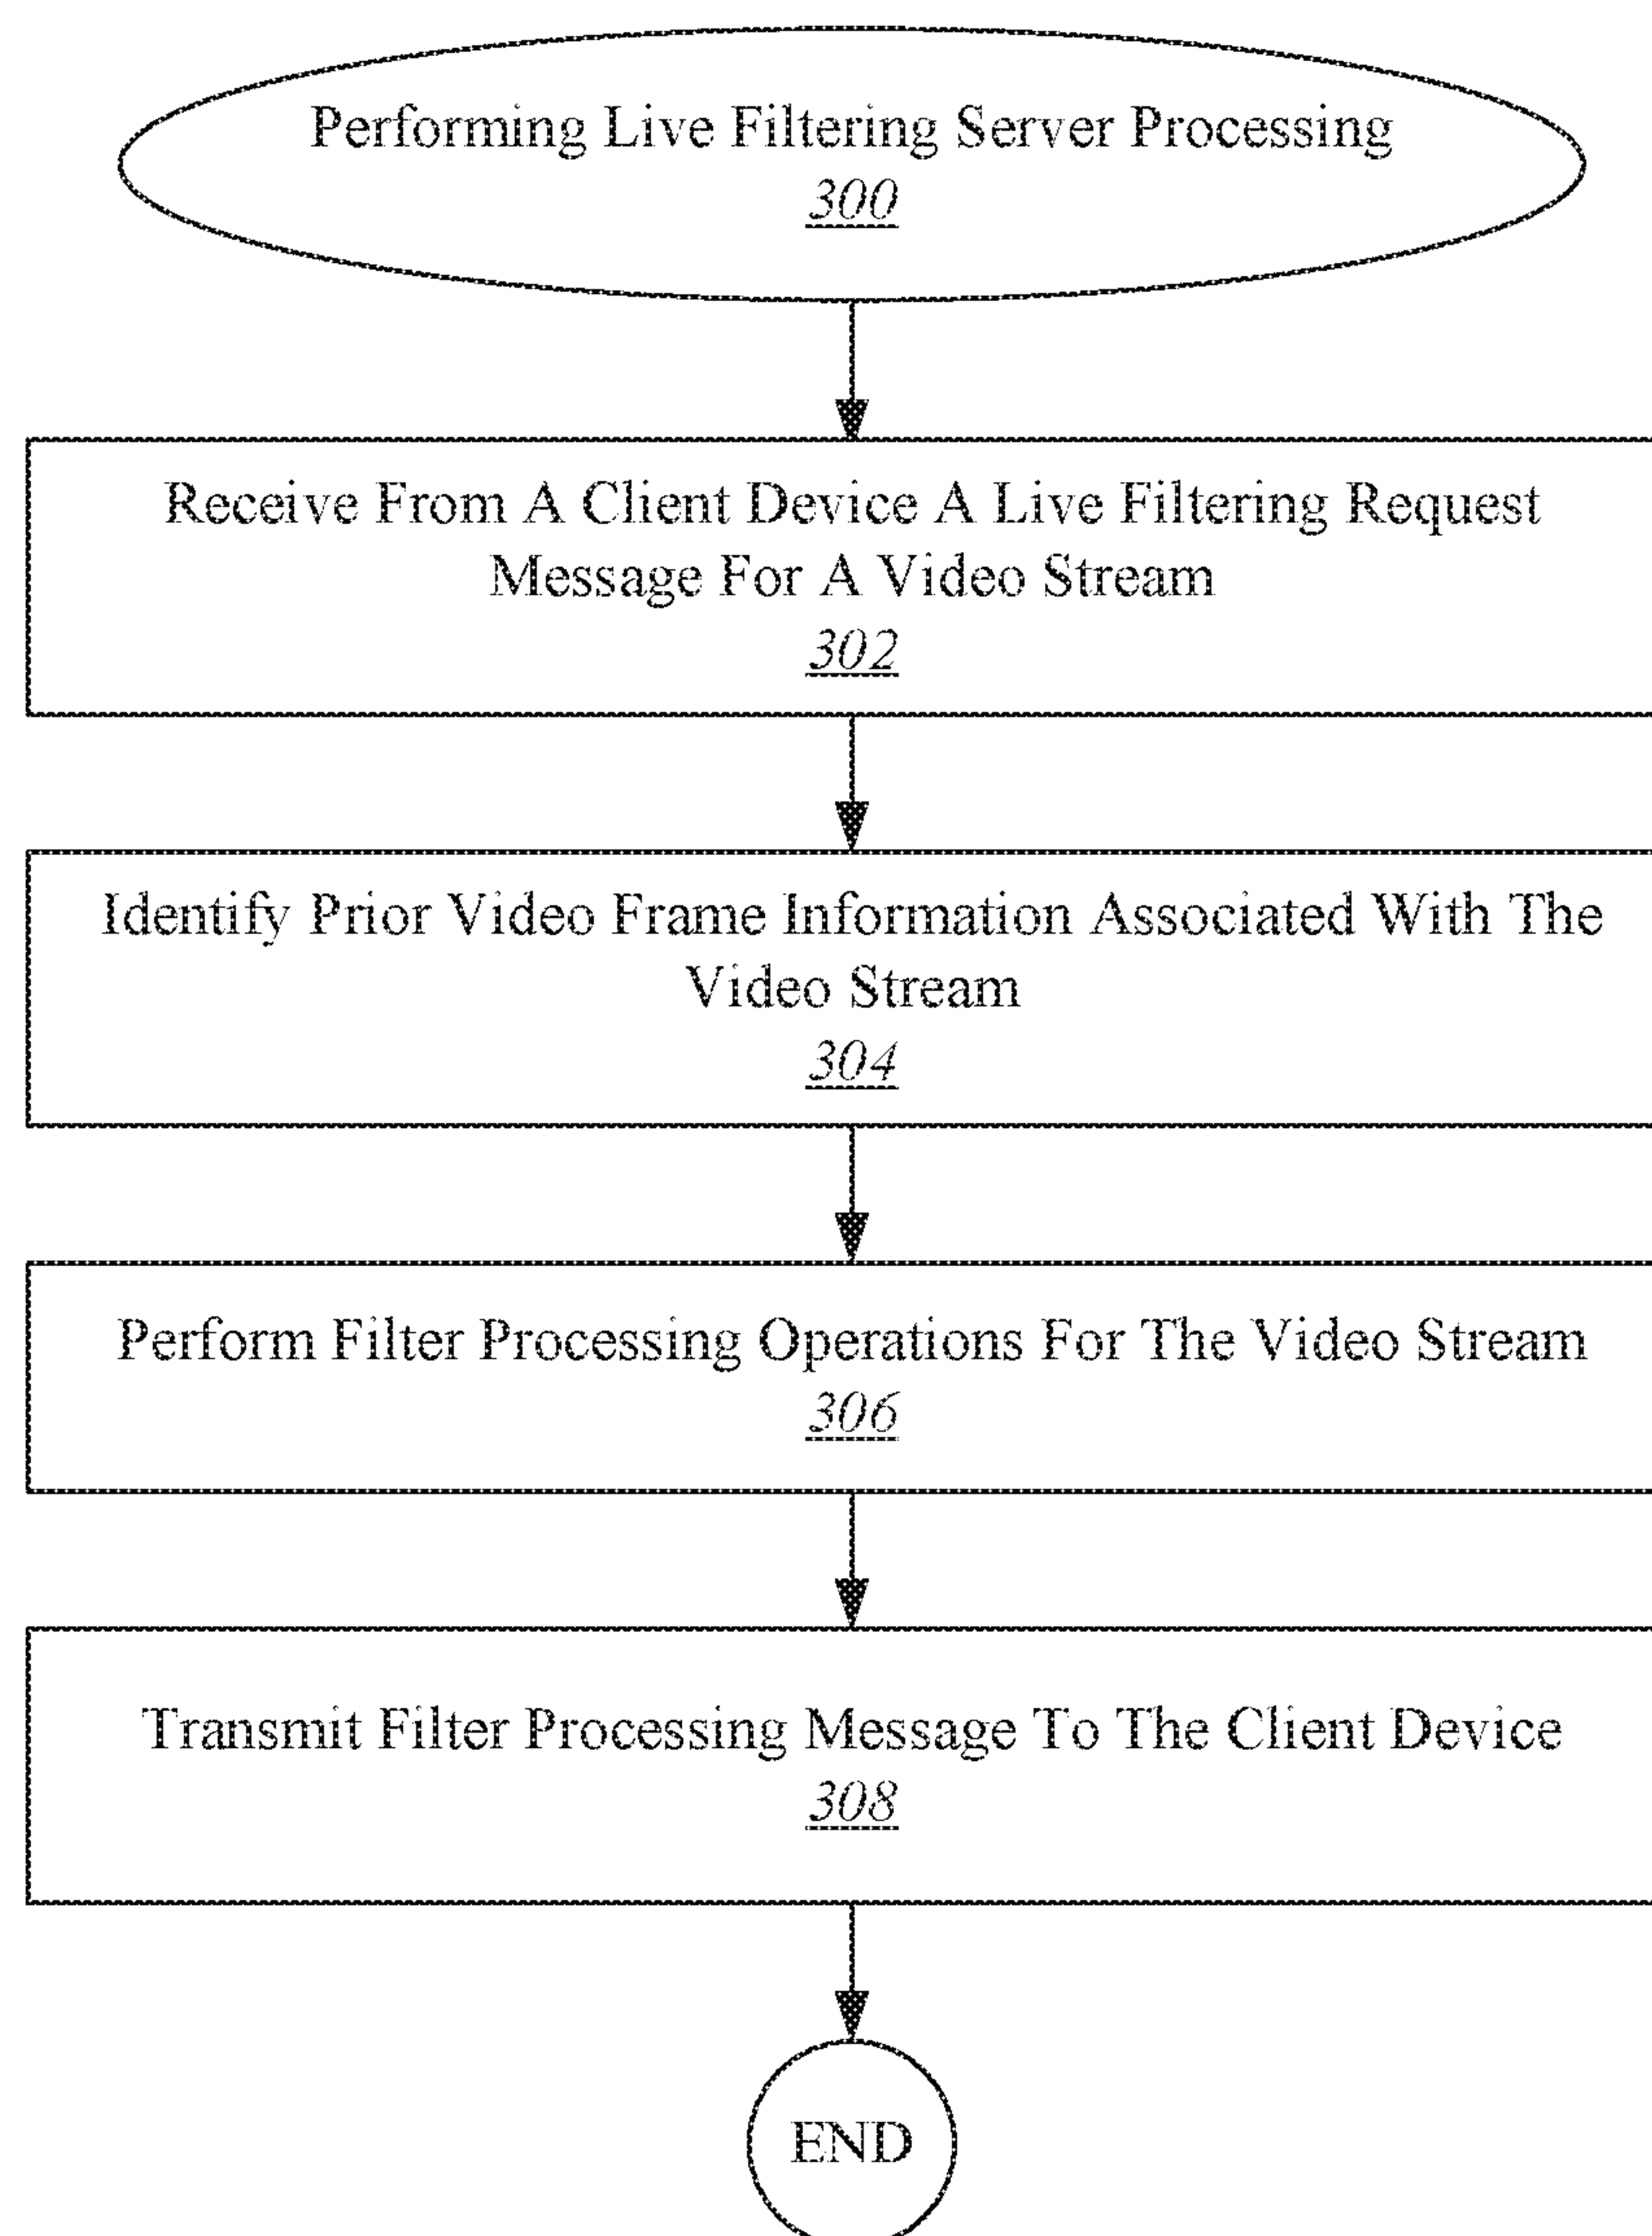 Performing Live Filtering Server Processing
300
Receive From A Client Device A Live Filtering Request
Message For A Video Stream
302
Identify Prior Video Frame Information Associated With The
Video Stream
304
Perform Filter Processing Operations For The Video Stream
306
Transmit Filter Processing Message To The Client Device
308
END